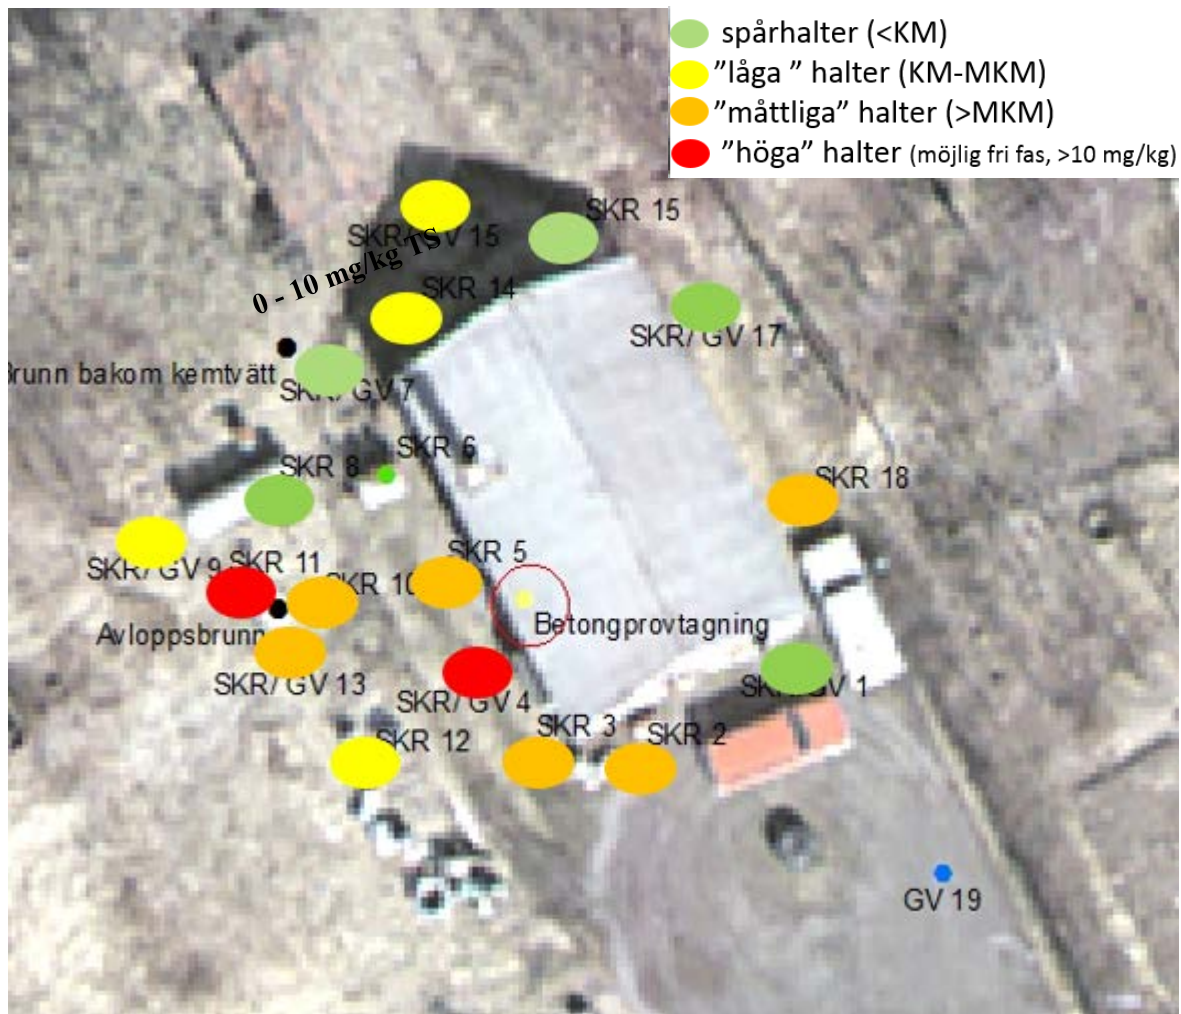 spårhalter (<KM)
”låga ” halter (KM-MKM)
”måttliga” halter (>MKM)
”höga” halter (möjlig fri fas, >10 mg/kg)
SKR 15
SKR/ GV 15
0 - 10 mg/kg TS
SKR 14
SKR/ GV 17
Brunn bakom kemtvätt
SKR/ GV 7
SKR 6
SKR 8
SKR 18
SKR 5
SKR/ GV 9
SKR 11
SKR 10
Betongprovtagning
Avloppsbrunn
SKR/ GV 13
SKR/ GV 4
SKR/ GV 1
SKR 3
SKR 2
SKR 12
GV 19